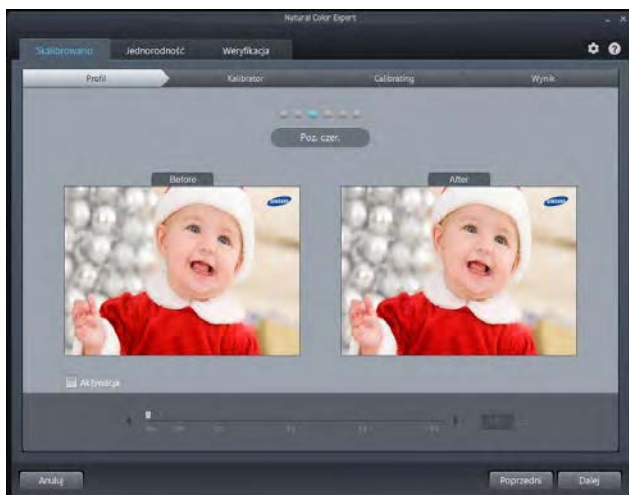 Natural Color Expert
Skalibrowano Jednorodność Weryfikacja
Profil Kalibrator Calibrating Wynik
Poz. czer.
Before After
SAMSUNG SAMSUNG
Aktywacja
Anuluj Poprzedni Dalej